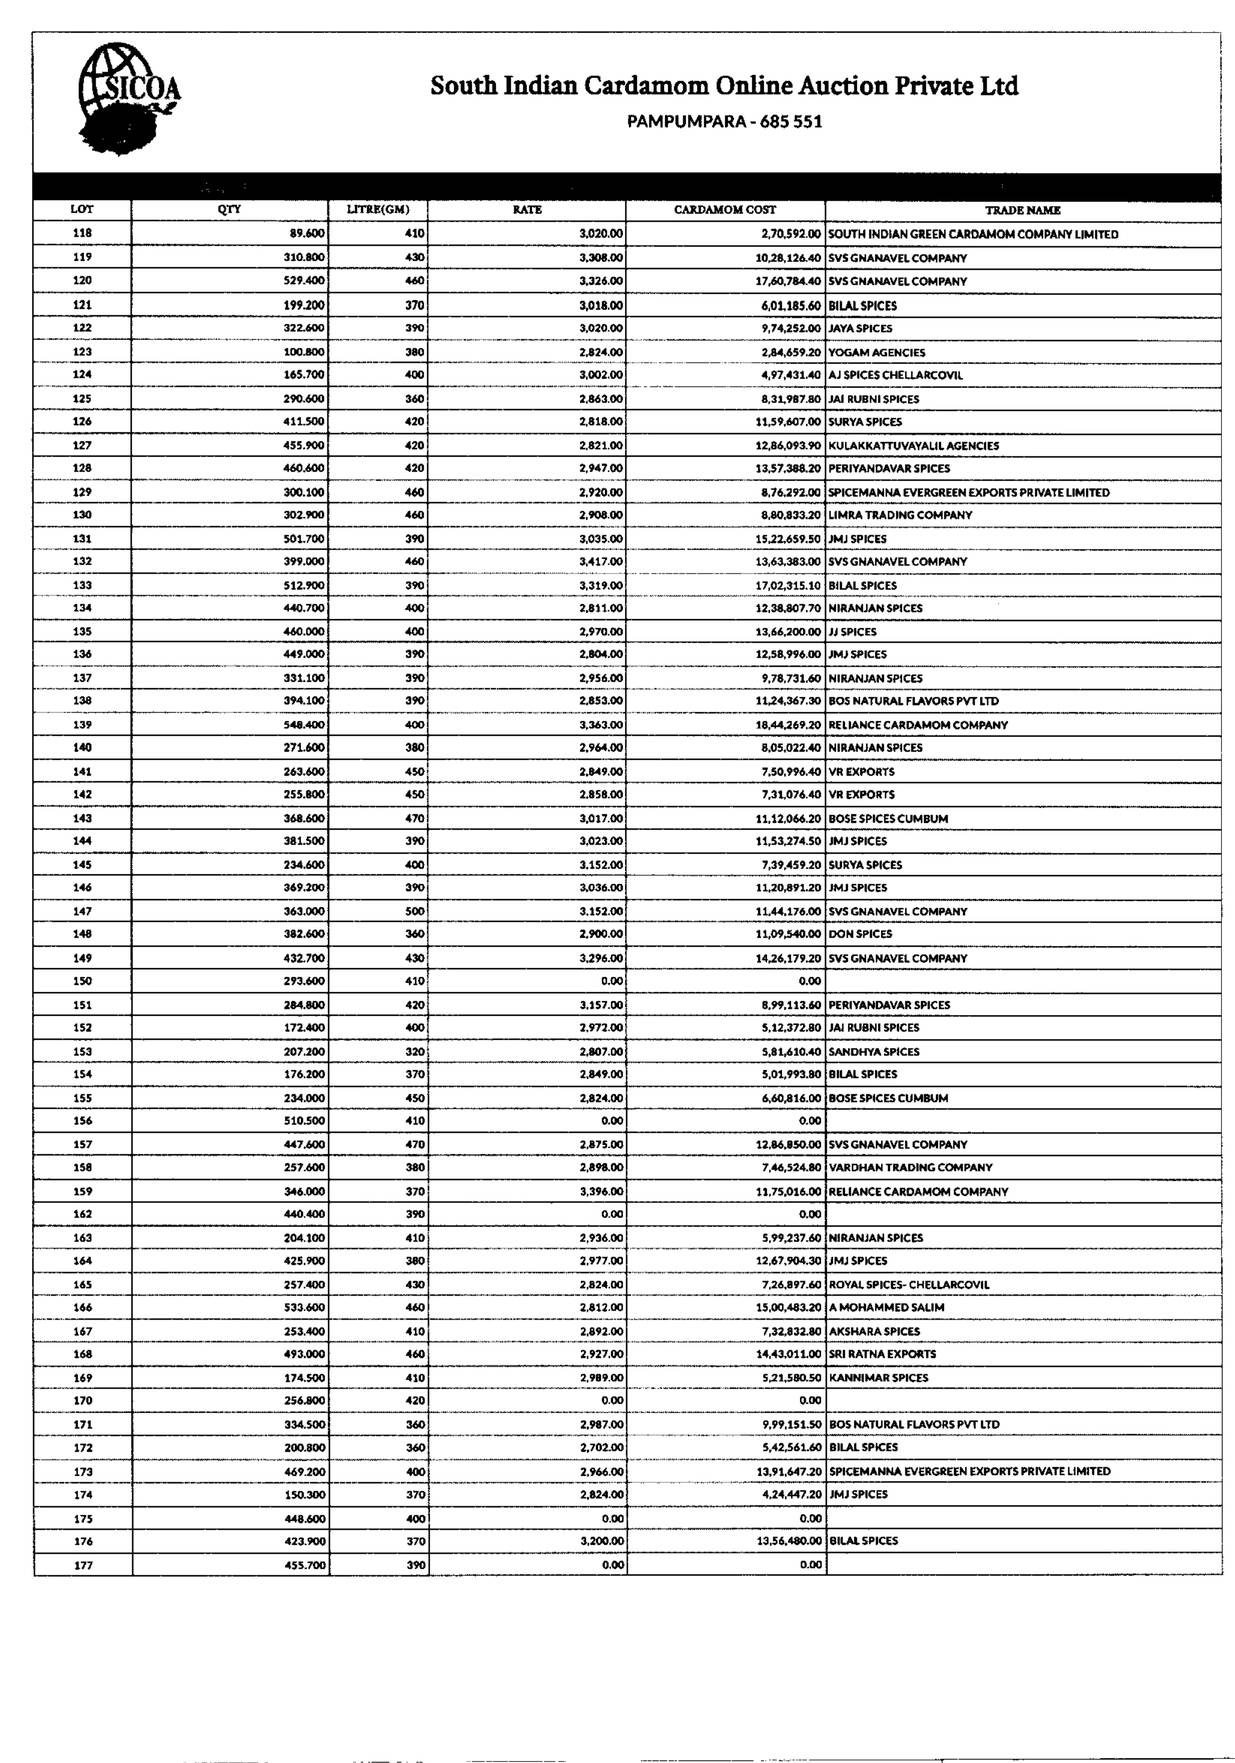 SICOA
South Indian Cardamom Online Auction Private Ltd
PAMPUMPARA - 685 551
LOT QTY LITRE(GM) RATE CARDAMOM COST TRADE NAME
118 89.600 410 3,020.00 2,70,592.00 SOUTH INDIAN GREEN CARDAMOM COMPANY LIMITED
119 310.800 430 3,308.00 10,28,126.40 SVS GNANAVEL COMPANY
120 529.400 460 3,326.00 17,60,784.40 SVS GNANAVEL COMPANY
121 199.200 370 3,018.00 6,01,185.60 BILAL SPICES
122 322.600 390 3,020.00 9,74,252.00 JAYA SPICES
123 100.800 380 2,824.00 2,84,659.20 YOGAM AGENCIES
124 165.700 400 3,002.00 4,97,431.40 AJ SPICES CHELLARCOVIL
125 290.600 360 2,863.00 8,31,987.80 JAI RUBNI SPICES
126 411.500 420 2,818.00 11,59,607.00 SURYA SPICES
127 455.900 420 2,821.00 12,86,093.90 KULAKKATTUVAYALIL AGENCIES
128 460.600 420 2,947.00 13,57,388.20 PERIYANDAVAR SPICES
129 300.100 460 2,920.00 8,76,292.00 SPICEMANNA EVERGREEN EXPORTS PRIVATE LIMITED
130 302.900 460 2,908.00 8,80,833.20 LIMRA TRADING COMPANY
131 501.700 390 3,035.00 15,22,659.50 JMJ SPICES
132 399.000 460 3,417.00 13,63,383.00 SVS GNANAVEL COMPANY
133 512.900 390 3,319.00 17,02,315.10 BILAL SPICES
134 440.700 400 2,811.00 12,38,807.70 NIRANJAN SPICES
135 460.000 400 2,970.00 13,66,200.00 JJ SPICES
136 449.000 390 2,804.00 12,58,996.00 JMJ SPICES
137 331.100 390 2,956.00 9,78,731.60 NIRANJAN SPICES
138 394.100 390 2,853.00 11,24,367.30 BOS NATURAL FLAVORS PVT LTD
139 548.400 400 3,363.00 18,44,269.20 RELIANCE CARDAMOM COMPANY
140 271.600 380 2,964.00 8,05,022.40 NIRANJAN SPICES
141 263.600 450 2,849.00 7,50,996.40 VR EXPORTS
142 255.800 450 2,858.00 7,31,076.40 VR EXPORTS
143 368.600 470 3,017.00 11,12,066.20 BOSE SPICES CUMBUM
144 381.500 390 3,023.00 11,53,274.50 JMJ SPICES
145 234.600 400 3,152.00 7,39,459.20 SURYA SPICES
146 369.200 390 3,036.00 11,20,891.20 JMJ SPICES
147 363.000 500 3,152.00 11,44,176.00 SVS GNANAVEL COMPANY
148 382.600 360 2,900.00 11,09,540.00 DON SPICES
149 432.700 430 3,296.00 14,26,179.20 SVS GNANAVEL COMPANY
150 293.600 410 0.00 0.00
151 284.800 420 3,157.00 8,99,113.60 PERIYANDAVAR SPICES
152 172.400 400 2,972.00 5,12,372.80 JAI RUBNI SPICES
153 207.200 320 2,807.00 5,81,610.40 SANDHYA SPICES
154 176.200 370 2,849.00 5,01,993.80 BILAL SPICES
155 234.000 450 2,824.00 6,60,816.00 BOSE SPICES CUMBUM
156 510.500 410 0.00 0.00
157 447.600 470 2,875.00 12,86,850.00 SVS GNANAVEL COMPANY
158 257.600 380 2,898.00 7,46,524.80 VARDHAN TRADING COMPANY
159 346.000 370 3,396.00 11,75,016.00 RELIANCE CARDAMOM COMPANY
162 440.400 390 0.00 0.00
163 204.100 410 2,936.00 5,99,237.60 NIRANJAN SPICES
164 425.900 380 2,977.00 12,67,904.30 JMJ SPICES
165 257.400 430 2,824.00 7,26,897.60 ROYAL SPICES- CHELLARCOVIL
166 533.600 460 2,812.00 15,00,483.20 A MOHAMMED SALIM
167 253.400 410 2,892.00 7,32,832.80 AKSHARA SPICES
168 493.000 460 2,927.00 14,43,011.00 SRI RATNA EXPORTS
169 174.500 410 2,989.00 5,21,580.50 KANNIMAR SPICES
170 256.800 420 0.00 0.00
171 334.500 360 2,987.00 9,99,151.50 BOS NATURAL FLAVORS PVT LTD
172 200.800 360 2,702.00 5,42,561.60 BILAL SPICES
173 469.200 400 2,966.00 13,91,647.20 SPICEMANNA EVERGREEN EXPORTS PRIVATE LIMITED
174 150.300 370 2,824.00 4,24,447.20 JMJ SPICES
175 448.600 400 0.00 0.00
176 423.900 370 3,200.00 13,56,480.00 BILAL SPICES
177 455.700 390 0.00 0.00